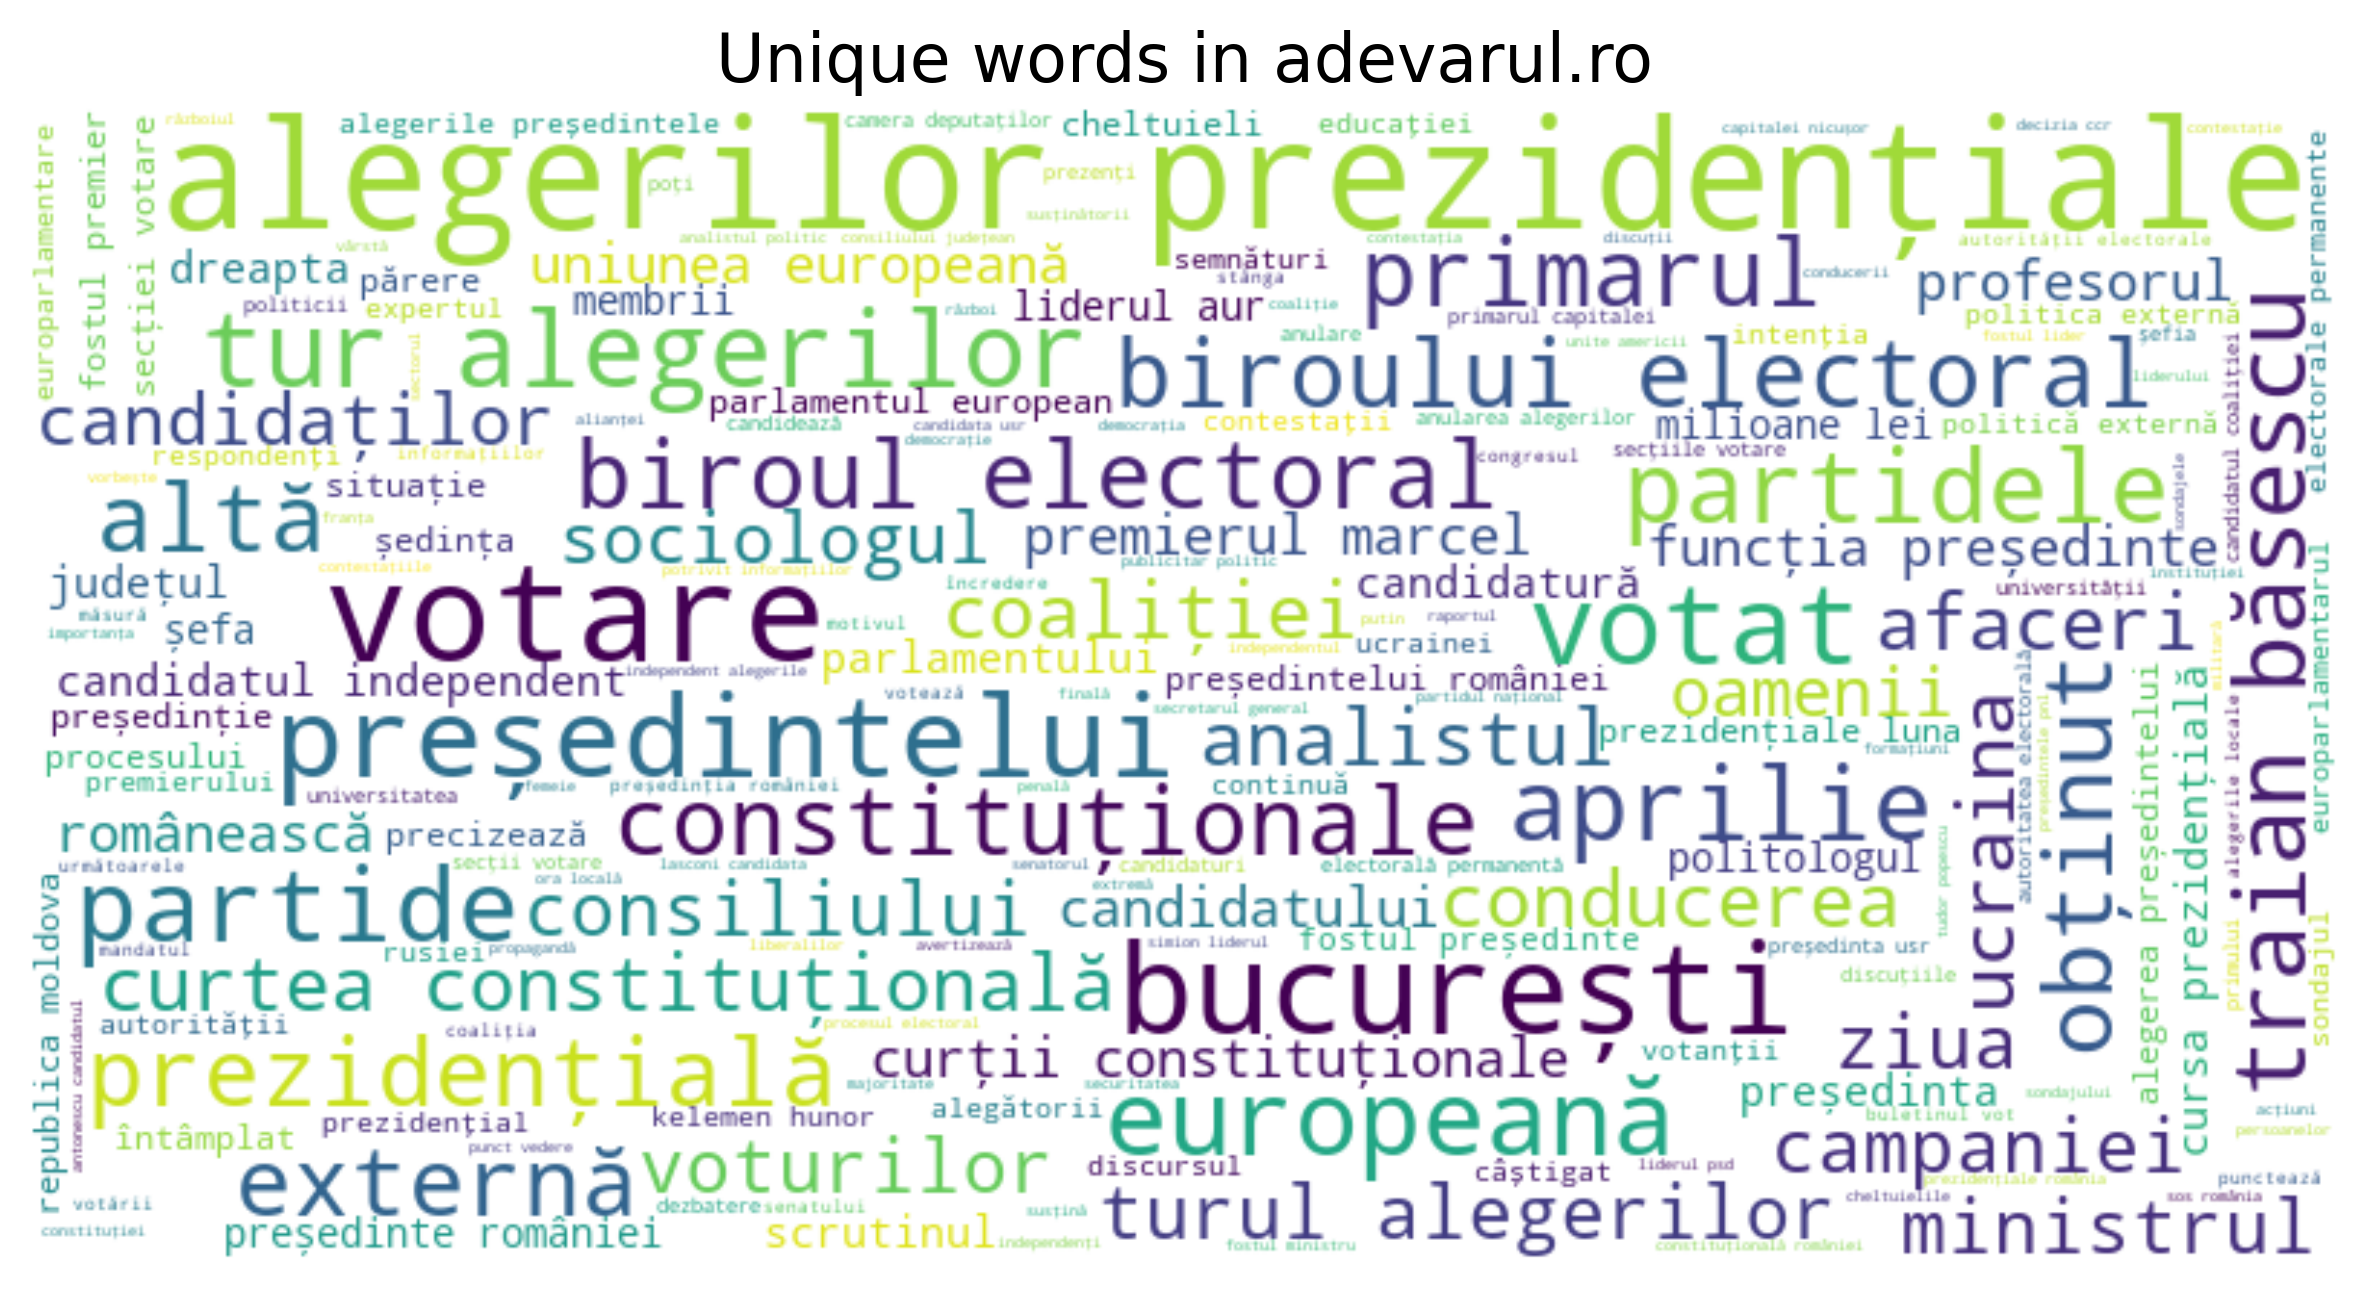 Unique words in adevarul.ro
războiul
alegerile președintele
camera deputaților
cheltuieli
educației
capitalei nicușor
decizia ccr
contestație
europarlamentare
fostul premier
secției votare
alegerilor prezidențiale
electorale permanente
poți
prezenți
susținătorii
vârstă
analistul politic
consiliului județean
contestația
discuții
autorității electorale
dreapta
părere
uniunea europeană
semnături
stânga
primarul
conducerii
profesorul
politicii
expertul
membrii
război
liderul aur
coaliție
primarul capitalei
politica externă
tur alegerilor
sectorul
anulare
biroului electoral
unite americii
intenția
fostul lider
șefia
liderului
traian băsescu
candidatul coaliției
candidaților
parlamentul european
alianței
candidează
candidata usr
democrație
democrația
contestații
anularea alegerilor
milioane lei
politică externă
respondenți
informațiilor
biroul electoral
congresul
secțiile votare
partidele
sondajele
vorbește
altă
situație
franța
ședința
sociologul
premierul marcel
funcția președinte
contestațiile
potrivit informațiilor
publicitar politic
județul
măsură
importanța
șefa
votare
motivul
încredere
coaliției
candidatură
putin
raportul
votat
universității
instituției
afaceri
militară
europarlamentarul
independentul
ucrainei
parlamentului
candidatul independent
independent alegerile
președintelui româniei
oamenii
președinție
președintelui
votează
finală
secretarul general
partidul național
analistul
prezidențiale luna
formațiuni
ucraina
autoritatea electorală
președintele pnl
obținut
alegerea președintelui
cursa prezidențială
alegerile locale
procesului
premierului
universitatea
femeie
președinția româniei
penală
continuă
românească
precizează
constituționale
aprilie
politologul
următoarele
secții votare
lasconi candidata
senatorul
candidaturi
electorală permanentă
tudor popescu
republica moldova
partide
ora locală
consiliului
extremă
candidatului
conducerea
primului
sondajul
mandatul
rusiei
propagandă
liberalilor
avertizează
simion liderul
fostul președinte
președinta usr
discuțiile
curtea constituțională
bucurești
antonescu candidatul
autorității
coaliția
procesul electoral
ziua
prezidențială
curții constituționale
votanții
majoritate
securitatea
președinta
sondajului
buletinul vot
acțiuni
persoanelor
întâmplat
prezidențial
kelemen hunor
alegătorii
europeană
campaniei
punct vedere
externă
voturilor
discursul
câștigat
liderul psd
prezidențiale românia
punctează
votării
constituției
președinte româniei
dezbatere
senatului
scrutinul
independenți
susțină
turul alegerilor
fostul ministru
cheltuielile
sos românia
constituțională româniei
ministrul